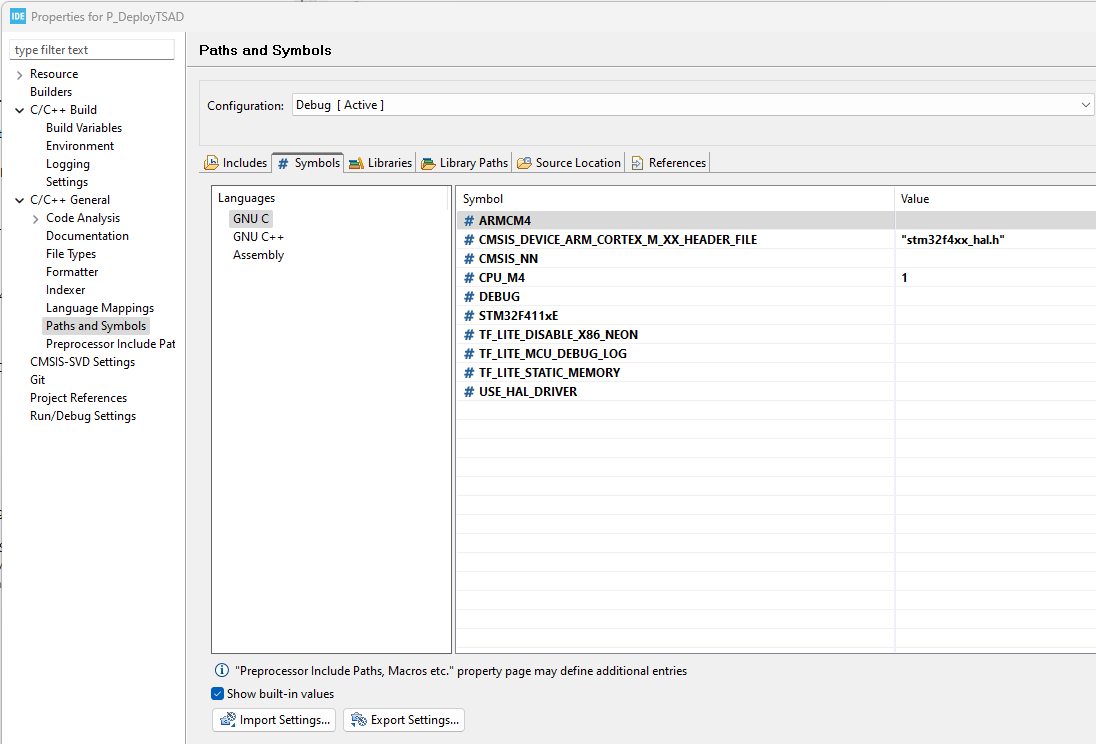 IDE Properties for P_DeployTSAD
type filter text
Resource
Builders
C/C++ Build
Build Variables
Environment
Logging
Settings
C/C++ General
Code Analysis
Documentation
File Types
Formatter
Indexer
Language Mappings
Paths and Symbols
Preprocessor Include Pat
CMSIS-SVD Settings
Git
Project References
Run/Debug Settings
Paths and Symbols
Configuration: Debug [ Active ]
Includes # Symbols Libraries Library Paths Source Location References
Languages
GNU C
GNU C++
Assembly
Symbol Value
# ARMCM4
# CMSIS_DEVICE_ARM_CORTEX_M_XX_HEADER_FILE "stm32f4xx_hal.h"
# CMSIS_NN
# CPU_M4 1
# DEBUG
# STM32F411xE
# TF_LITE_DISABLE_X86_NEON
# TF_LITE_MCU_DEBUG_LOG
# TF_LITE_STATIC_MEMORY
# USE_HAL_DRIVER
"Preprocessor Include Paths, Macros etc." property page may define additional entries
Show built-in values
Import Settings... Export Settings...